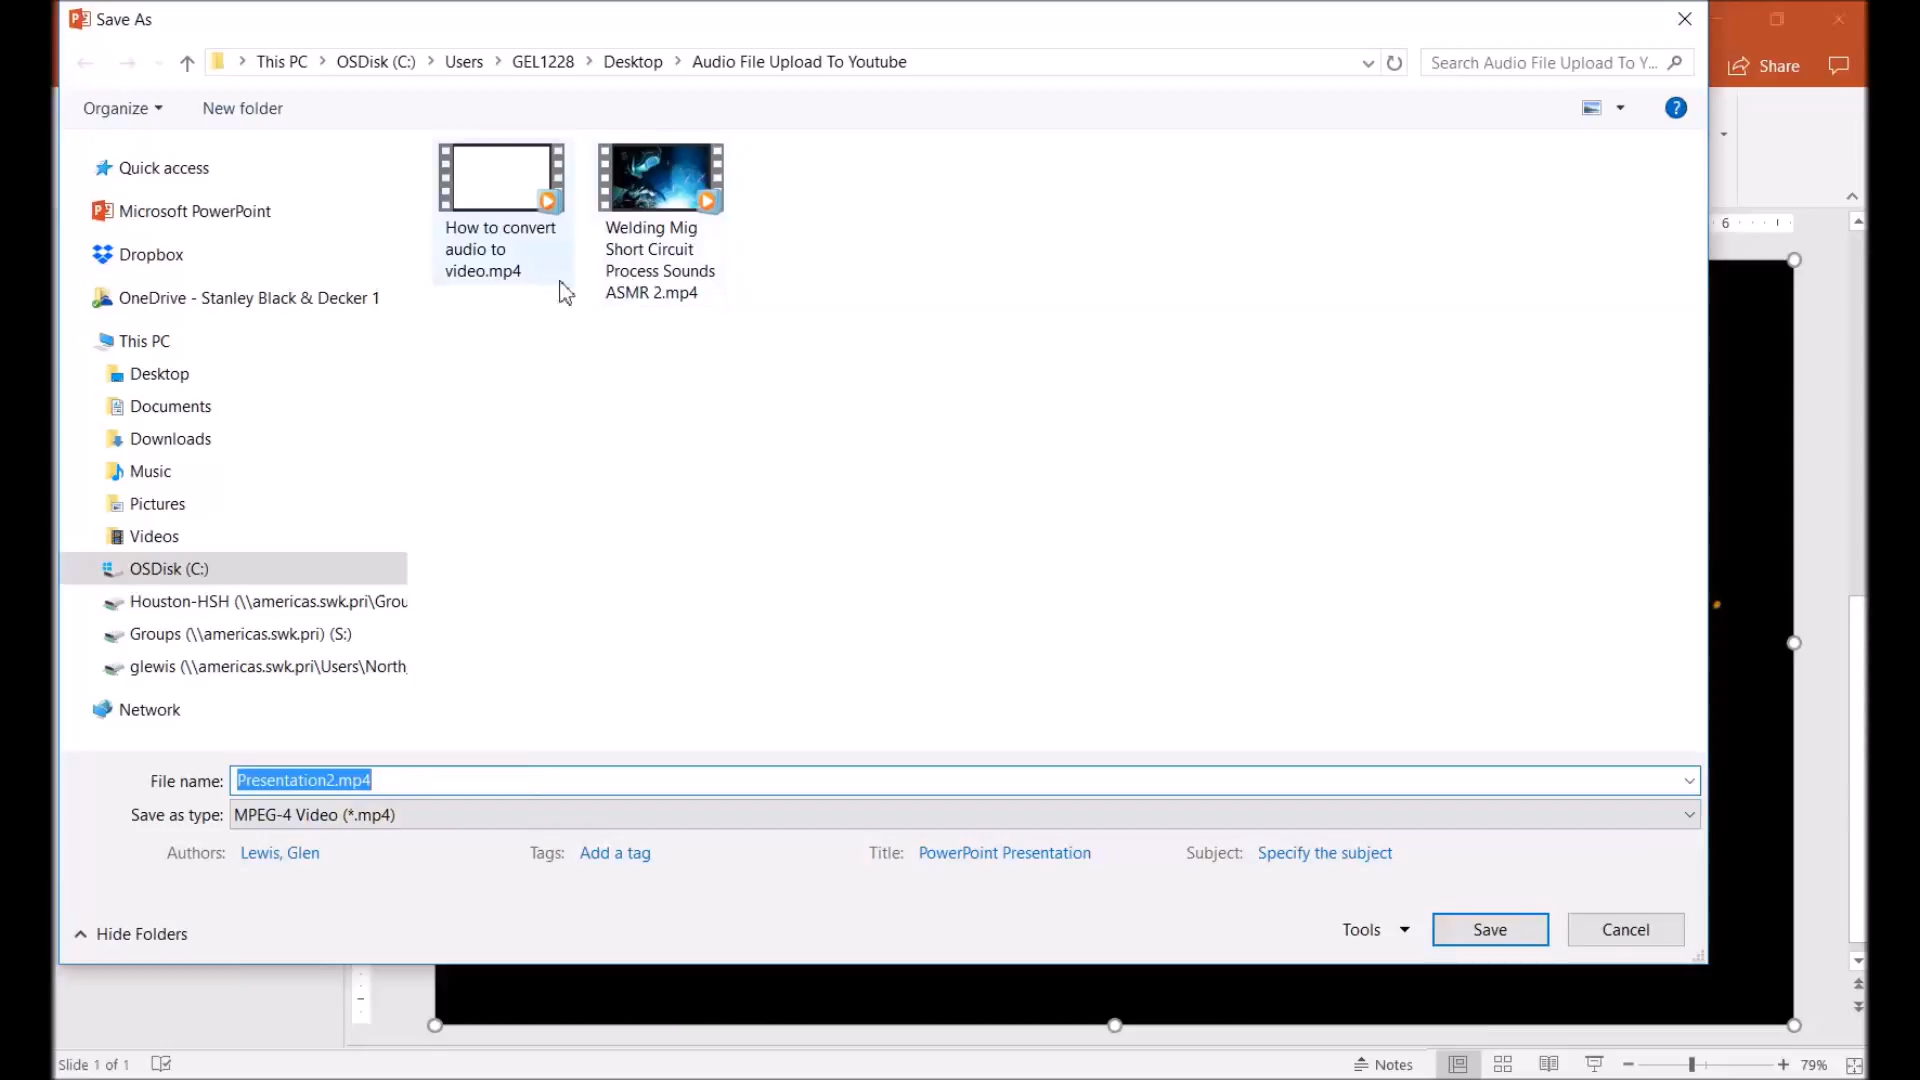 Save As
This PC > OSDisk (C:) > Users > GEL1228 > Desktop > Audio File Upload To Youtube
Search Audio File Upload To Y...
Share
Organize
New folder
?
Quick access
Microsoft PowerPoint
Dropbox
OneDrive - Stanley Black & Decker 1
This PC
Desktop
Documents
Downloads
Music
Pictures
Videos
OSDisk (C:)
Houston-HSH (\\americas.swk.pri\Grou
Groups (\\americas.swk.pri) (S:)
glewis (\\americas.swk.pri\Users\North
Network
How to convert
audio to
video.mp4
Welding Mig
Short Circuit
Process Sounds
ASMR 2.mp4
6
File name: Presentation2.mp4
Save as type: MPEG-4 Video (*.mp4)
Authors: Lewis, Glen
Tags: Add a tag
Title: PowerPoint Presentation
Subject: Specify the subject
Hide Folders
Tools
Save
Cancel
Slide 1 of 1
Notes
79%